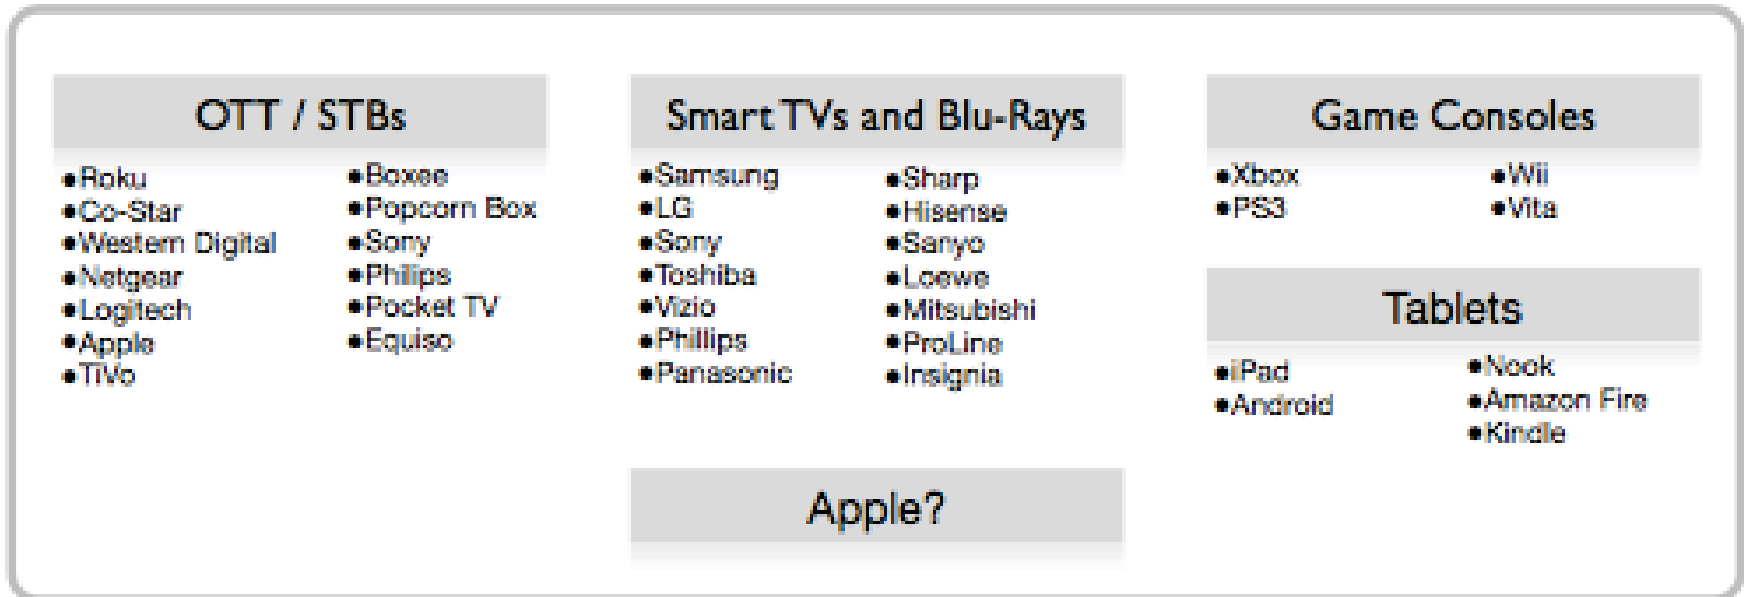 OTT / STBs
•Roku
•Co-Star
•Western Digital
•Netgear
•Logitech
•Apple
•TiVo
•Boxee
•Popcorn Box
•Sony
•Philips
•Pocket TV
•Equiso
Smart TVs and Blu-Rays
•Samsung
•LG
•Sony
•Toshiba
•Vizio
•Phillips
•Panasonic
•Sharp
•Hisense
•Sanyo
•Loewe
•Mitsubishi
•ProLine
•Insignia
Apple?
Game Consoles
•Xbox
•PS3
•Wii
•Vita
Tablets
•iPad
•Android
•Nook
•Amazon Fire
•Kindle